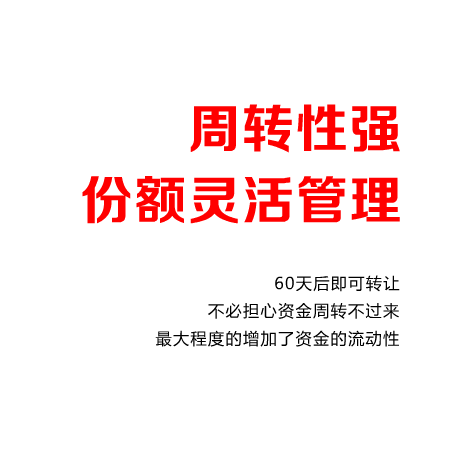 周转性强
份额灵活管理
60天后即可转让
不必担心资金周转不过来
最大程度的增加了资金的流动性